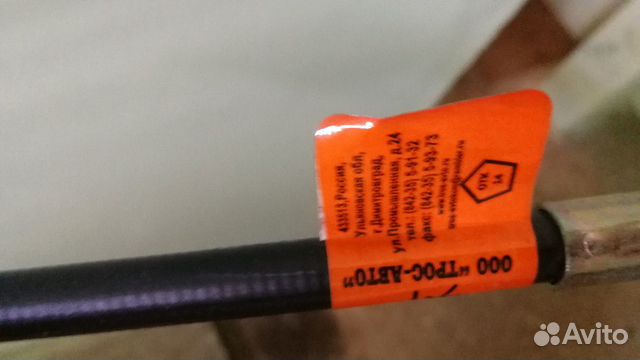 433513, Россия,
Ульяновская обл,
г.Димитровград,
ул.Промышленная, д.24
тел.: (842-35) 5-91-32
факс: (842-35) 5-93-73
ОТК
14
ООО "ТРОС-АВТО"
Avito